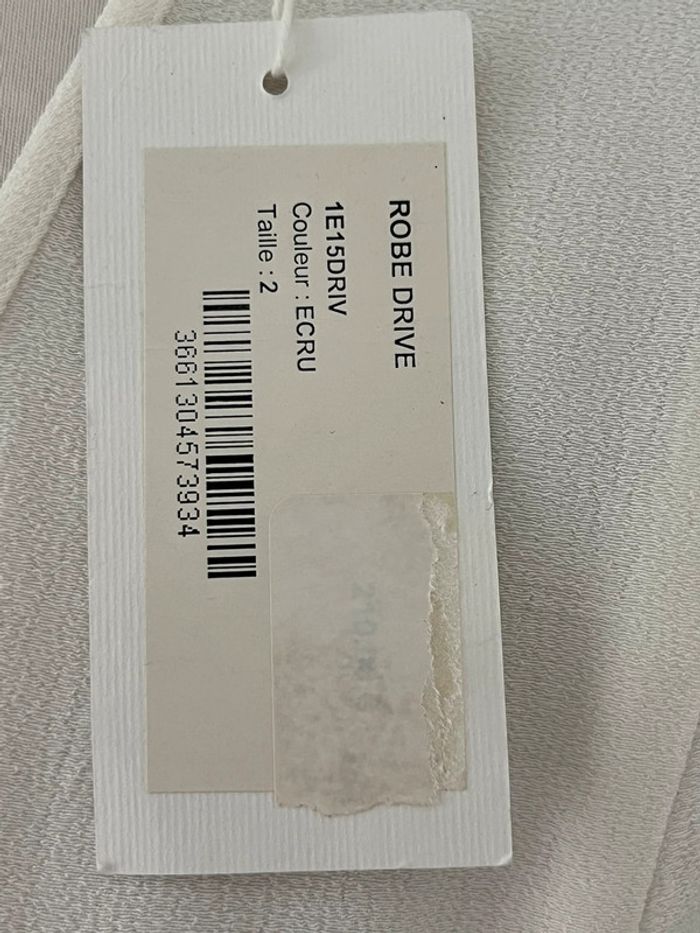 ROBE DRIVE
1E15DRIV
Couleur : ECRU
Taille : 2
3661304573934